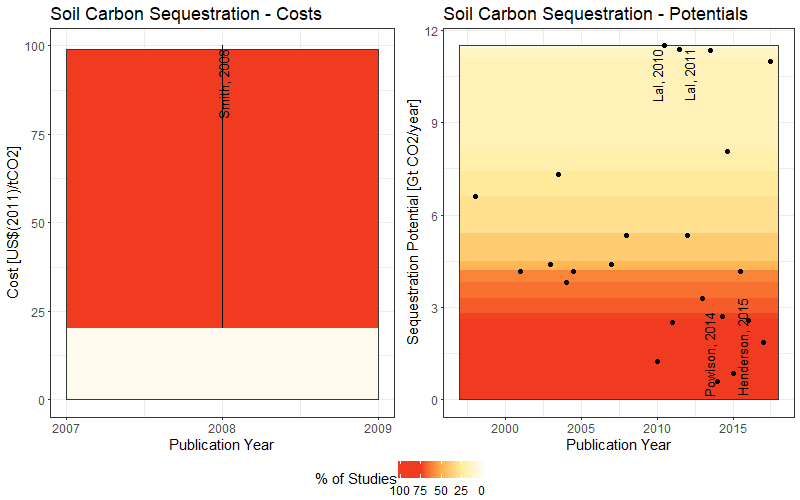 Soil Carbon Sequestration - Costs
Cost [US$(2011)/tCO2]
100
75
50
25
0
Smith, 2008
2007
2008
2009
Publication Year
Soil Carbon Sequestration - Potentials
Sequestration Potential [Gt CO2/year]
12
9
6
3
0
Lal, 2010
Lal, 2011
Powlson, 2014
Henderson, 2015
2000
2005
2010
2015
Publication Year
% of Studies
100 75 50 25 0